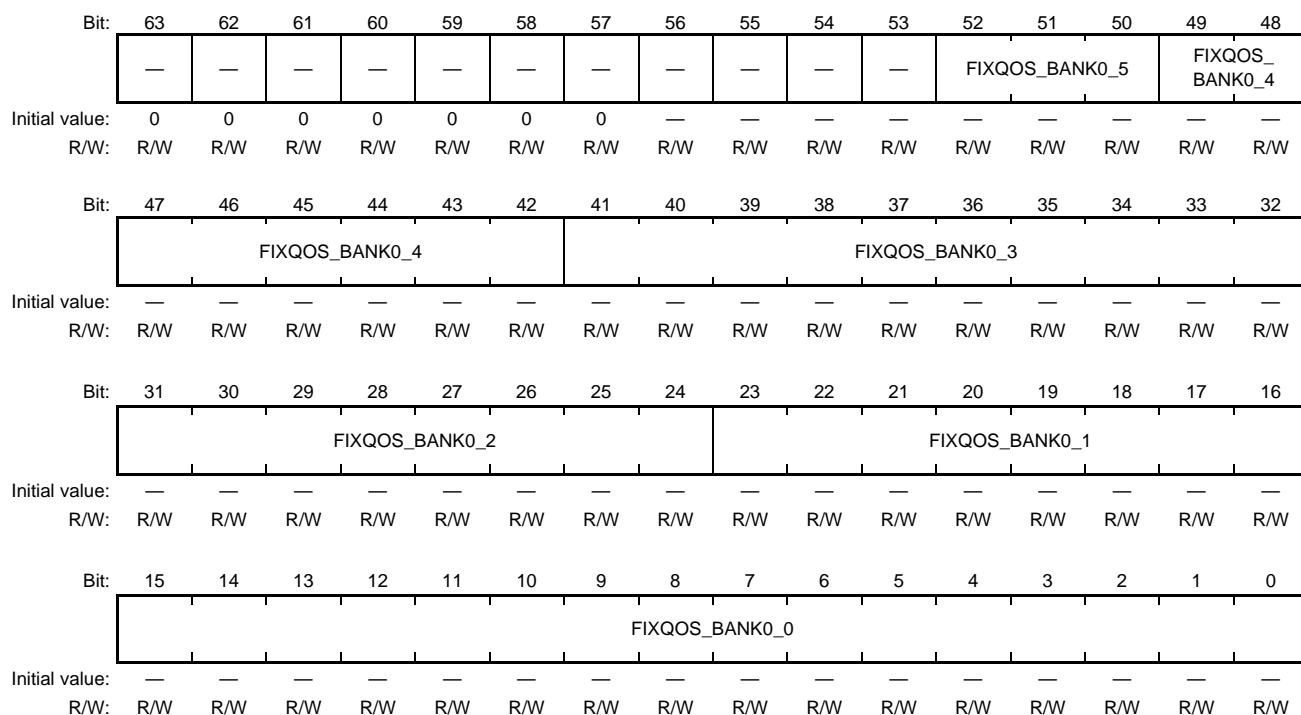 Bit: 63 62 61 60 59 58 57 56 55 54 53 52 51 50 49 48
— — — — — — — — — — — FIXQOS_BANK0_5 FIXQOS_
BANK0_4
Initial value: 0 0 0 0 0 0 0 — — — — — — — — —
R/W: R/W R/W R/W R/W R/W R/W R/W R/W R/W R/W R/W R/W R/W R/W R/W R/W
Bit: 47 46 45 44 43 42 41 40 39 38 37 36 35 34 33 32
FIXQOS_BANK0_4 FIXQOS_BANK0_3
Initial value: — — — — — — — — — — — — — — — —
R/W: R/W R/W R/W R/W R/W R/W R/W R/W R/W R/W R/W R/W R/W R/W R/W R/W
Bit: 31 30 29 28 27 26 25 24 23 22 21 20 19 18 17 16
FIXQOS_BANK0_2 FIXQOS_BANK0_1
Initial value: — — — — — — — — — — — — — — — —
R/W: R/W R/W R/W R/W R/W R/W R/W R/W R/W R/W R/W R/W R/W R/W R/W R/W
Bit: 15 14 13 12 11 10 9 8 7 6 5 4 3 2 1 0
FIXQOS_BANK0_0
Initial value: — — — — — — — — — — — — — — — —
R/W: R/W R/W R/W R/W R/W R/W R/W R/W R/W R/W R/W R/W R/W R/W R/W R/W